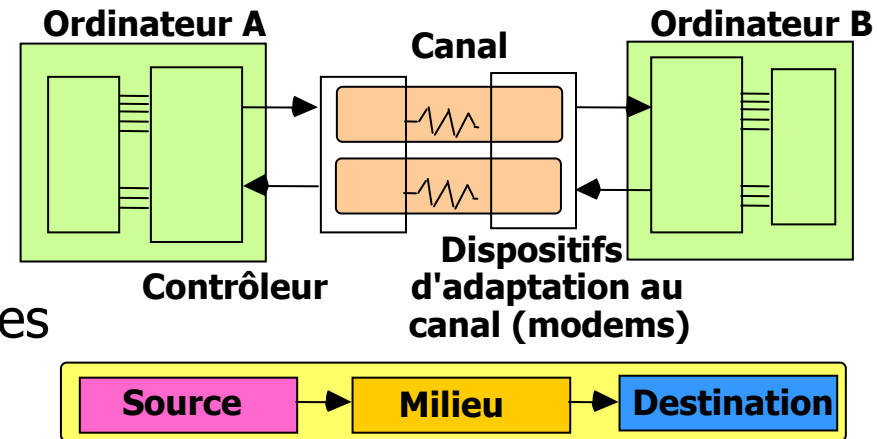 Ordinateur A
Canal
Ordinateur B
Contrôleur
Dispositifs
d'adaptation au
canal (modems)
es
Source
Milieu
Destination